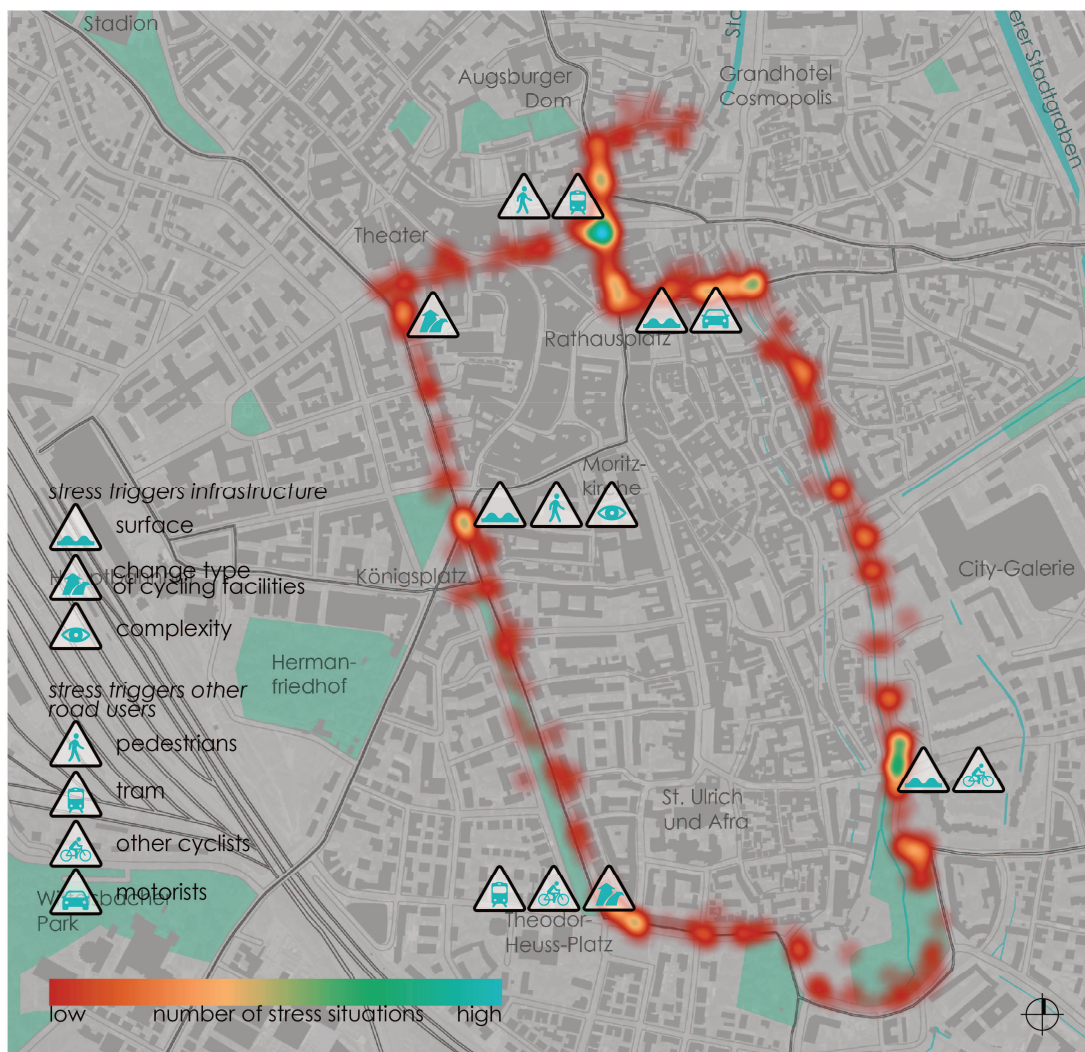 Stadion
erer Stadtgraben
Augsburger
Dom
Grandhotel
Cosmopolis
Theater
Rathausplatz
Moritz-
kirche
stress triggers infrastructure
surface
change type
of cycling facilities
Königsplatz
City-Galerie
complexity
Herman-
friedhof
stress triggers other
road users
pedestrians
tram
St. Ulrich
und Afra
other cyclists
motorists
Park
Theodor-
Heuss-Platz
low number of stress situations high